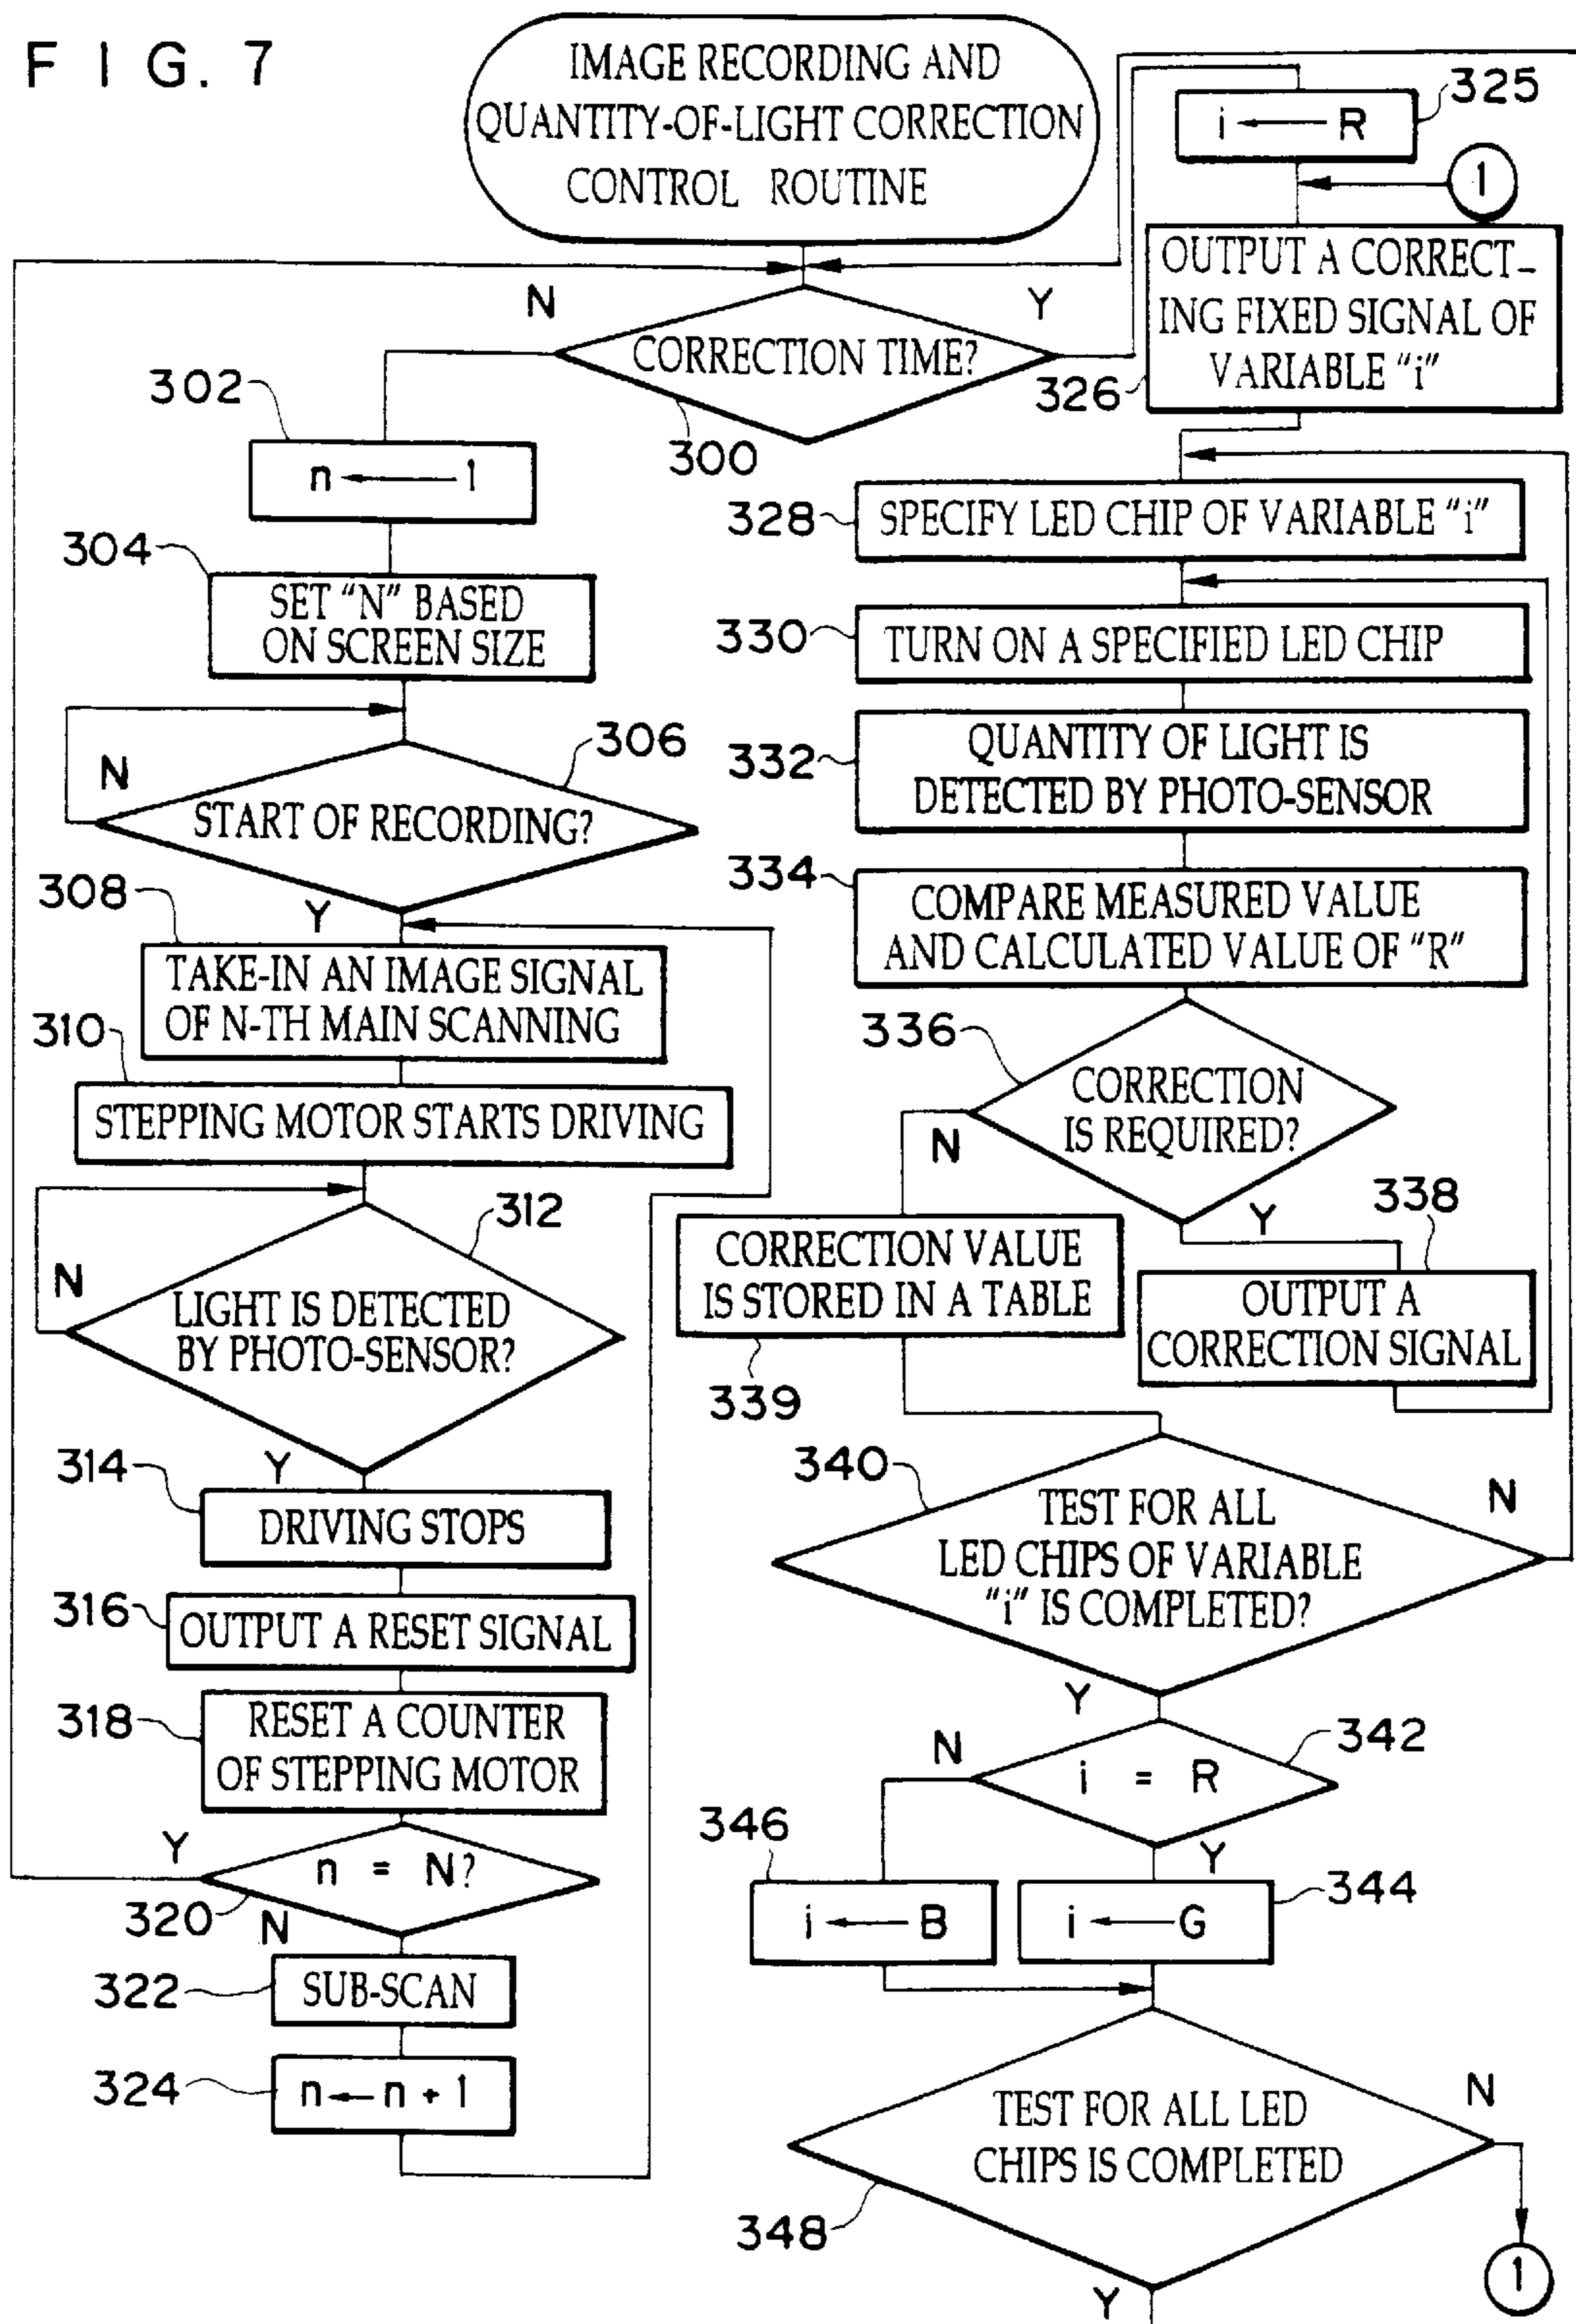 FIG. 7
IMAGE RECORDING AND
QUANTITY-OF-LIGHT CORRECTION
CONTROL ROUTINE
N
Y
CORRECTION TIME?
300
302
n ← 1
304
SET "N" BASED
ON SCREEN SIZE
306
N
START OF RECORDING?
Y
308
TAKE-IN AN IMAGE SIGNAL
OF N-TH MAIN SCANNING
310
STEPPING MOTOR STARTS DRIVING
312
N
LIGHT IS DETECTED
BY PHOTO-SENSOR?
Y
314
DRIVING STOPS
316
OUTPUT A RESET SIGNAL
318
RESET A COUNTER
OF STEPPING MOTOR
Y
n = N?
320
N
322
SUB-SCAN
324
n ← n + 1
325
i ← R
1
OUTPUT A CORRECT-
ING FIXED SIGNAL OF
VARIABLE "i"
326
328
SPECIFY LED CHIP OF VARIABLE "i"
330
TURN ON A SPECIFIED LED CHIP
332
QUANTITY OF LIGHT IS
DETECTED BY PHOTO-SENSOR
334
COMPARE MEASURED VALUE
AND CALCULATED VALUE OF "R"
336
CORRECTION
IS REQUIRED?
N
Y
338
CORRECTION VALUE
IS STORED IN A TABLE
339
OUTPUT A
CORRECTION SIGNAL
340
N
TEST FOR ALL
LED CHIPS OF VARIABLE
"i" IS COMPLETED?
Y
342
N
i = R
Y
346
i ← B
344
i ← G
N
TEST FOR ALL LED
CHIPS IS COMPLETED
348
Y
1